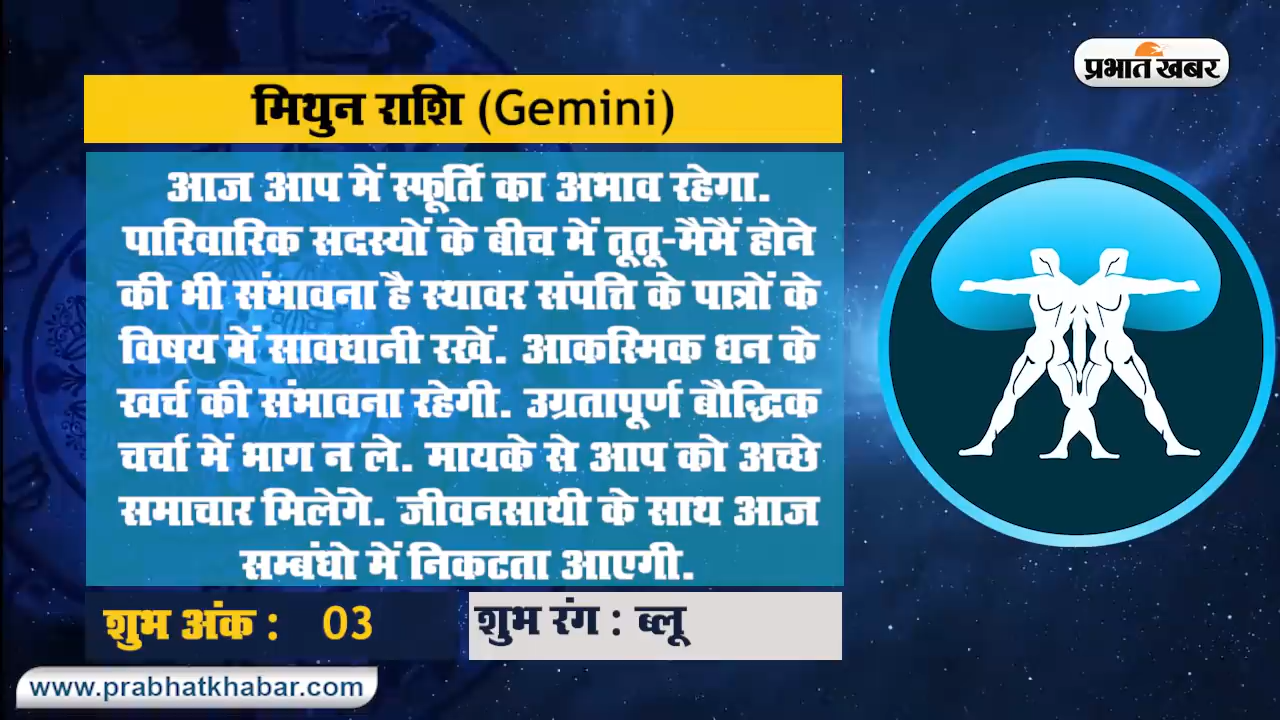 प्रभात खबर
मिथुन राशि (Gemini)
आज आप में स्फूर्ति का अभाव रहेगा.
पारिवारिक सदस्यों के बीच में तूतू-मैंमैं होने
की भी संभावना है स्थावर संपत्ति के पात्रों के
विषय में सावधानी रखें. आकस्मिक धन के
खर्च की संभावना रहेगी. उग्रतापूर्ण बौद्धिक
चर्चा में भाग न ले. मायके से आप को अच्छे
समाचार मिलेंगे. जीवनसाथी के साथ आज
सम्बंधो में निकटता आएगी.
शुभ अंक : 03
शुभ रंग : ब्लू
www.prabhatkhabar.com